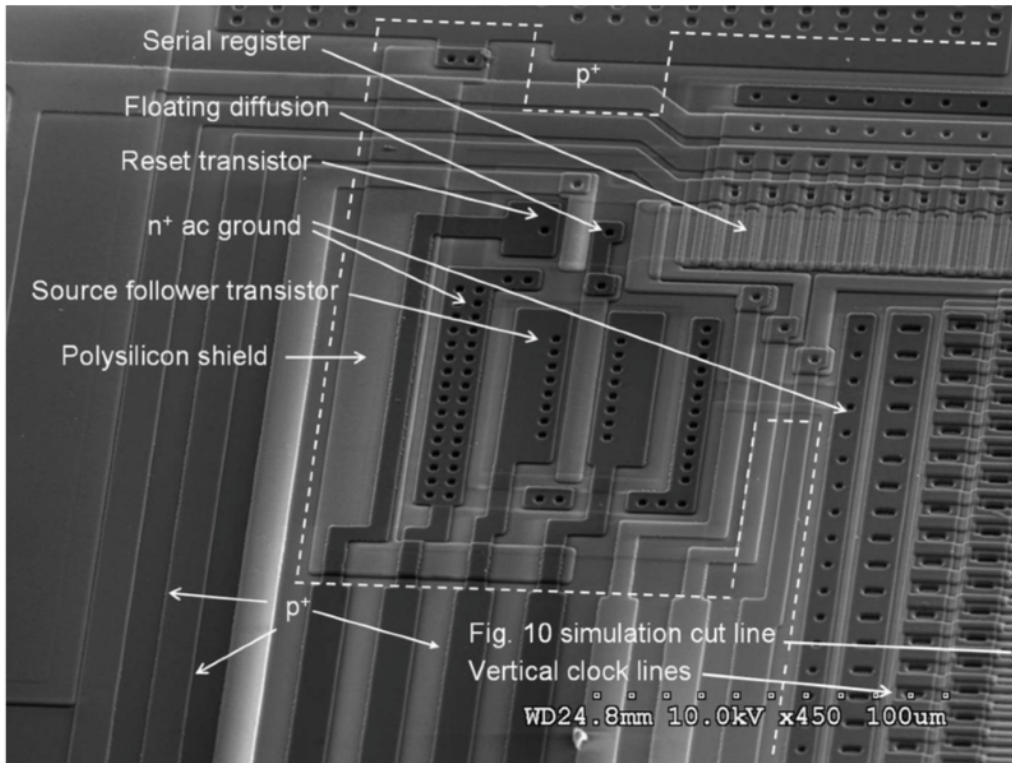 Serial register
p+
Floating diffusion
Reset transistor
n+ ac ground
Source follower transistor
Polysilicon shield
p+
Fig. 10 simulation cut line
Vertical clock lines
WD24.8mm 10.0kV x450 100um